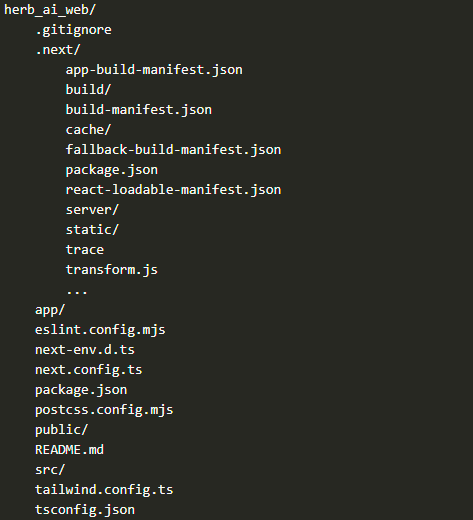 herb_ai_web/
    .gitignore
    .next/
        app-build-manifest.json
        build/
        build-manifest.json
        cache/
        fallback-build-manifest.json
        package.json
        react-loadable-manifest.json
        server/
        static/
        trace
        transform.js
        ...
    app/
    eslint.config.mjs
    next-env.d.ts
    next.config.ts
    package.json
    postcss.config.mjs
    public/
    README.md
    src/
    tailwind.config.ts
    tsconfig.json